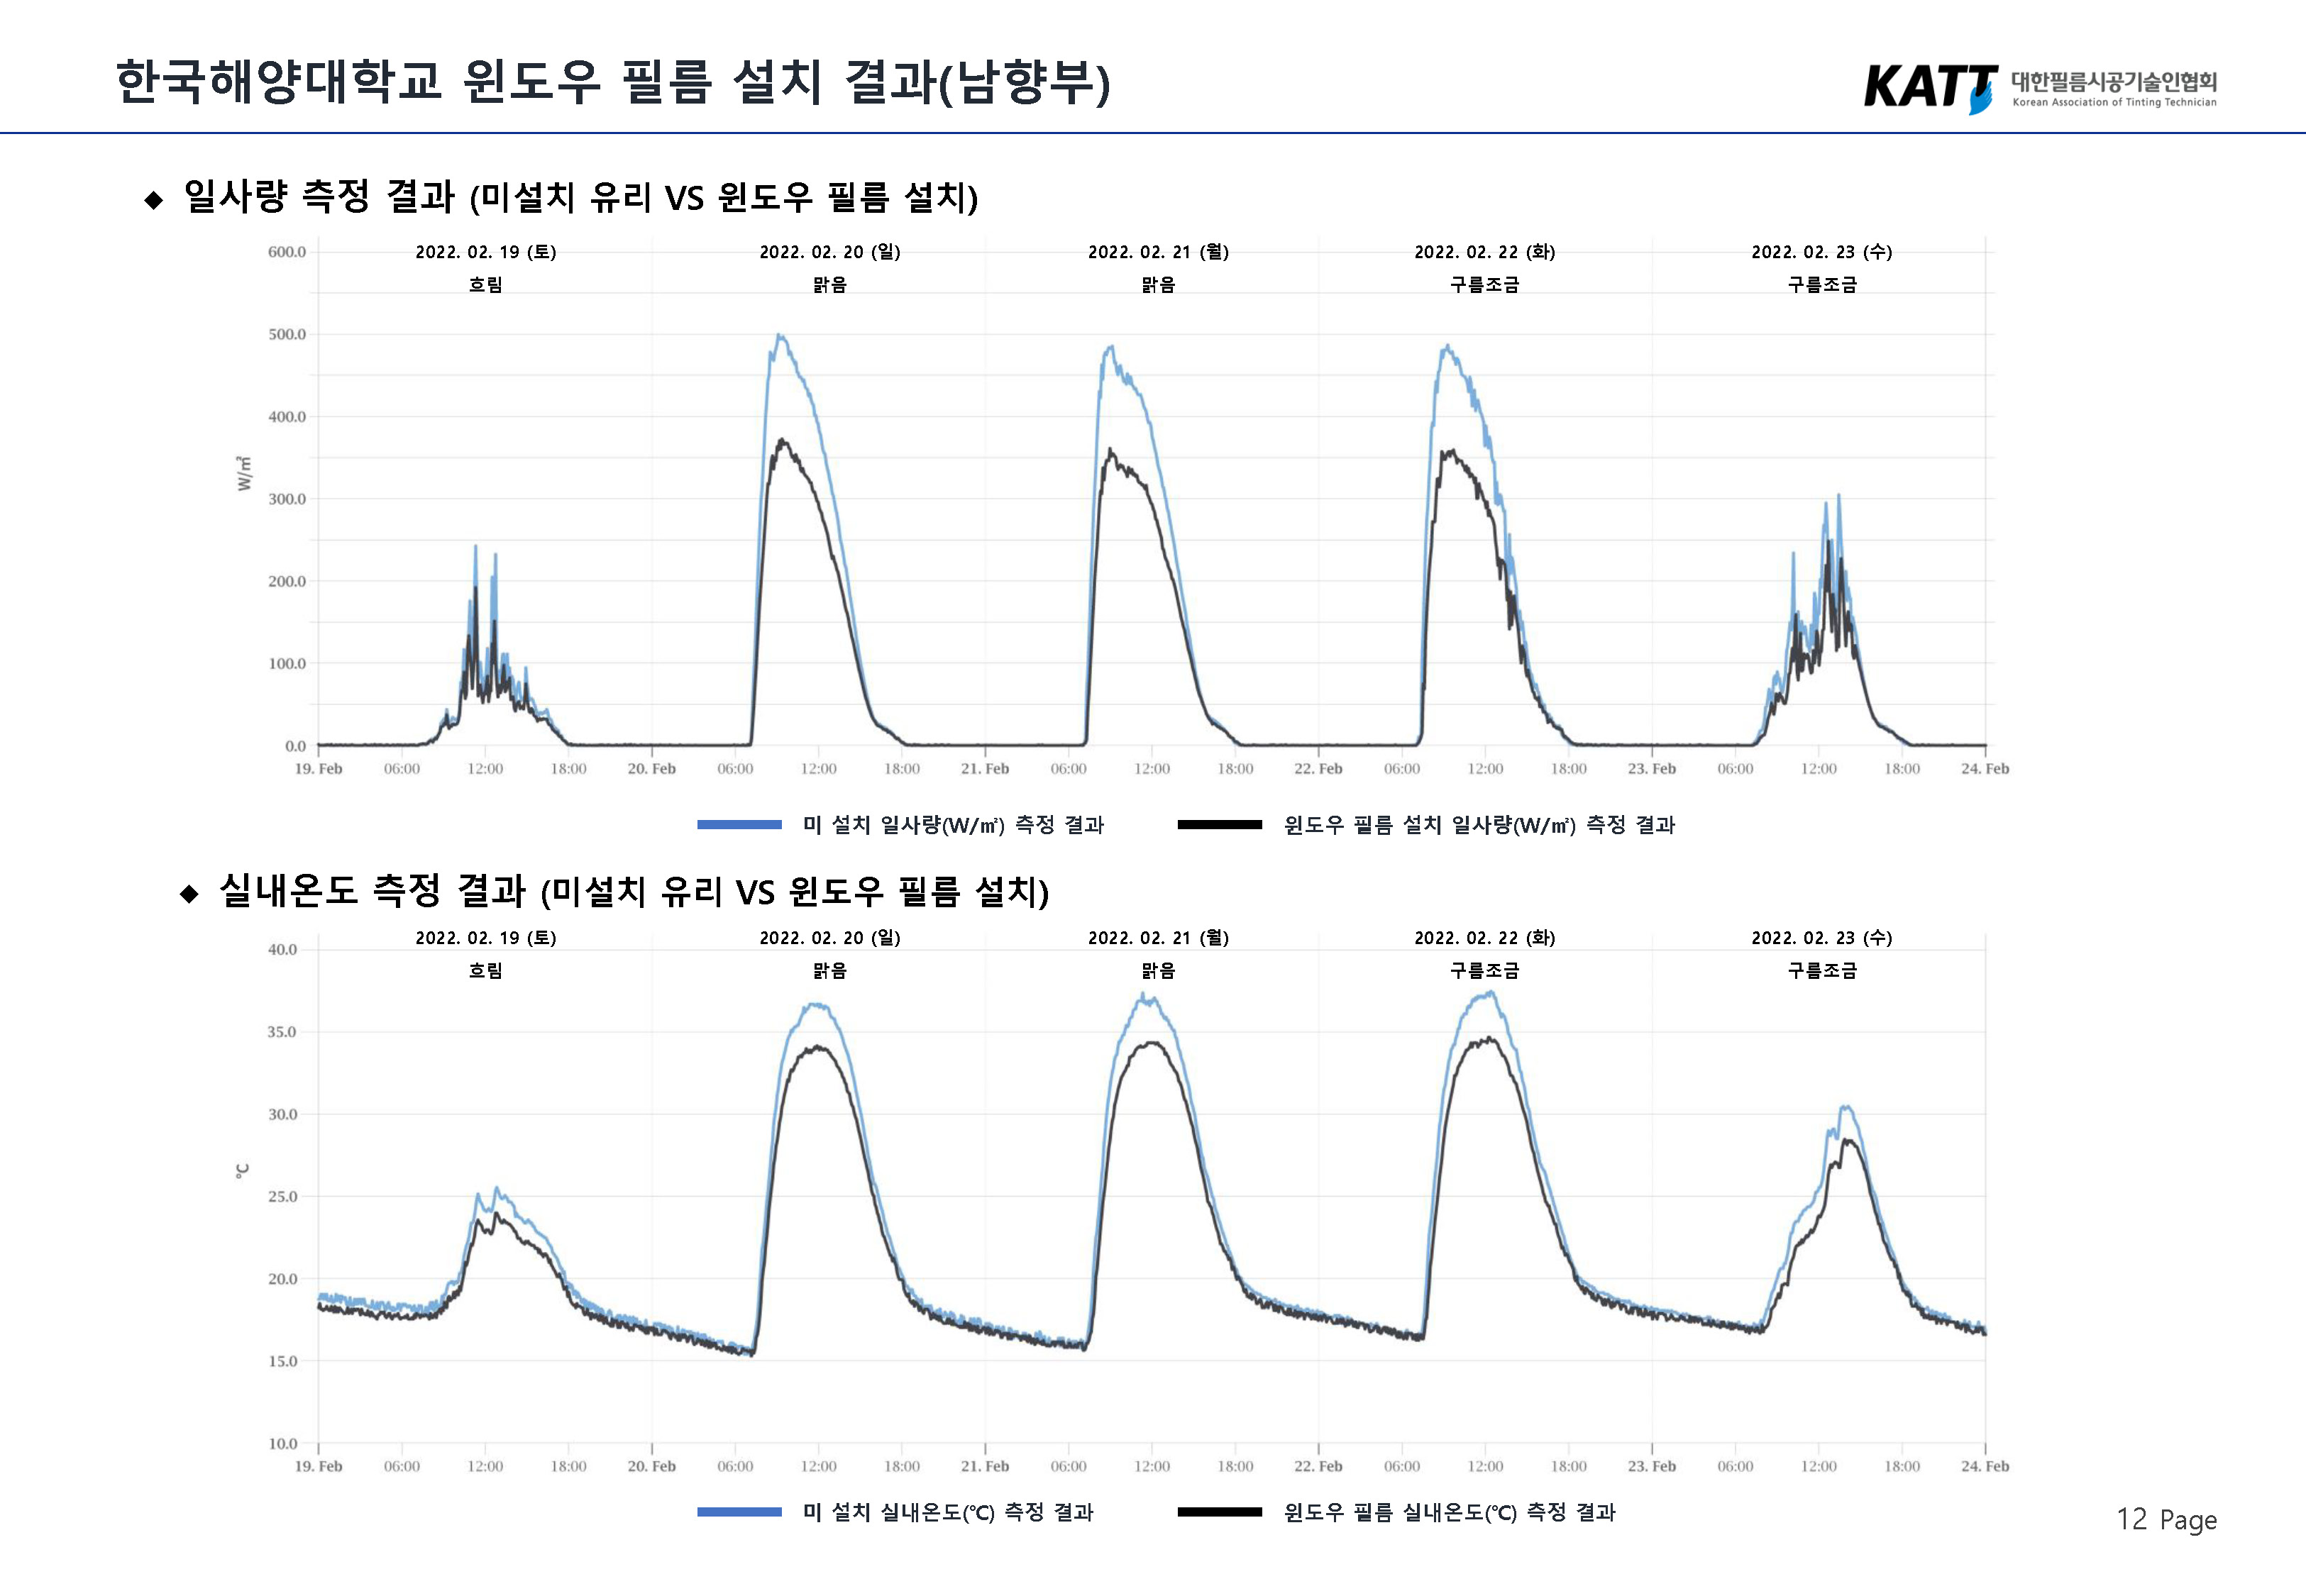 한국해양대학교 윈도우 필름 설치 결과(남향부)
KATT 대한필름시공기술인협회
Korean Association of Tinting Technician
◆ 일사량 측정 결과 (미설치 유리 VS 윈도우 필름 설치)
2022. 02. 19 (토) 2022. 02. 20 (일) 2022. 02. 21 (월) 2022. 02. 22 (화) 2022. 02. 23 (수)
흐림 맑음 맑음 구름조금 구름조금
600.0
500.0
400.0
300.0
200.0
100.0
0.0
W/㎡
19. Feb 06:00 12:00 18:00 20. Feb 06:00 12:00 18:00 21. Feb 06:00 12:00 18:00 22. Feb 06:00 12:00 18:00 23. Feb 06:00 12:00 18:00 24. Feb
미 설치 일사량(W/㎡) 측정 결과 윈도우 필름 설치 일사량(W/㎡) 측정 결과
◆ 실내온도 측정 결과 (미설치 유리 VS 윈도우 필름 설치)
2022. 02. 19 (토) 2022. 02. 20 (일) 2022. 02. 21 (월) 2022. 02. 22 (화) 2022. 02. 23 (수)
흐림 맑음 맑음 구름조금 구름조금
40.0
35.0
30.0
25.0
20.0
15.0
10.0
℃
19. Feb 06:00 12:00 18:00 20. Feb 06:00 12:00 18:00 21. Feb 06:00 12:00 18:00 22. Feb 06:00 12:00 18:00 23. Feb 06:00 12:00 18:00 24. Feb
미 설치 실내온도(℃) 측정 결과 윈도우 필름 실내온도(℃) 측정 결과
12 Page